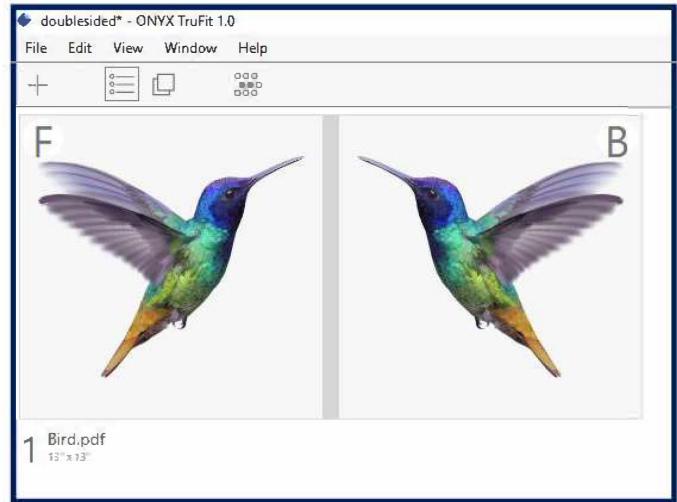 doublesided* - ONYX TruFit 1.0
File Edit View Window Help
F B
1 Bird.pdf
13" x 13"